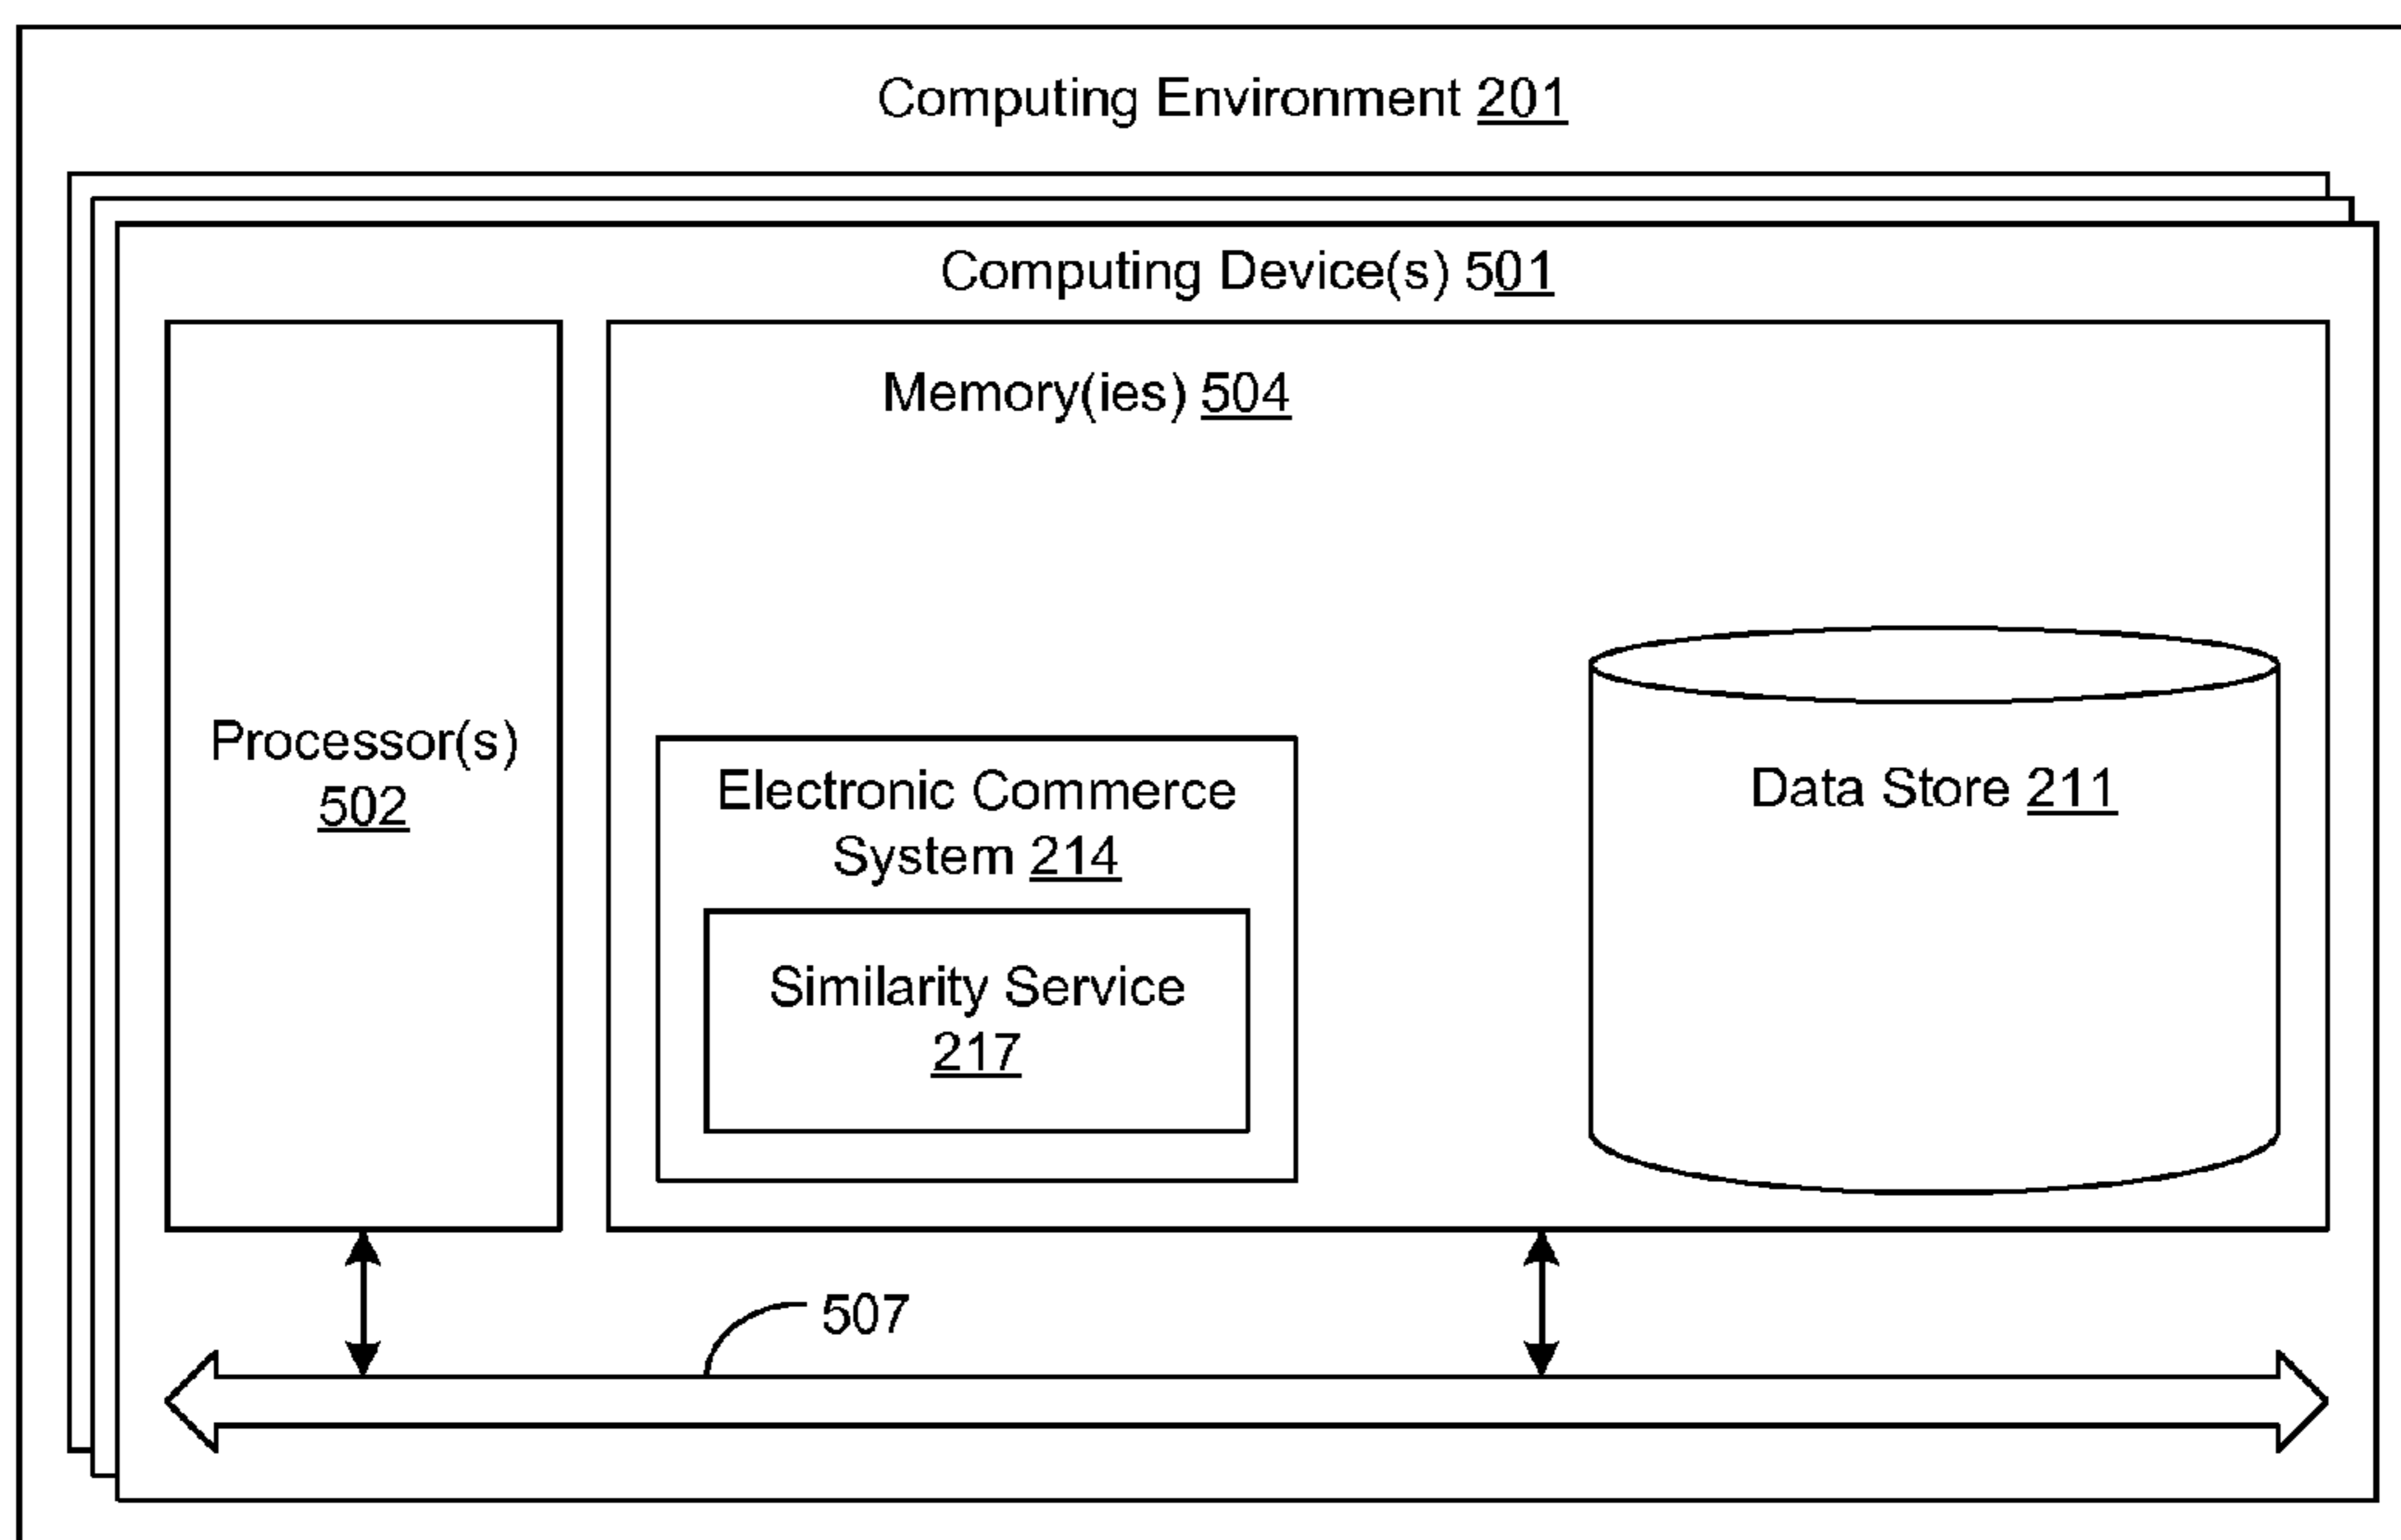 Computing Environment 201
Computing Device(s) 501
Memory(ies) 504
Processor(s)
502
Electronic Commerce
System 214
Similarity Service
217
Data Store 211
507